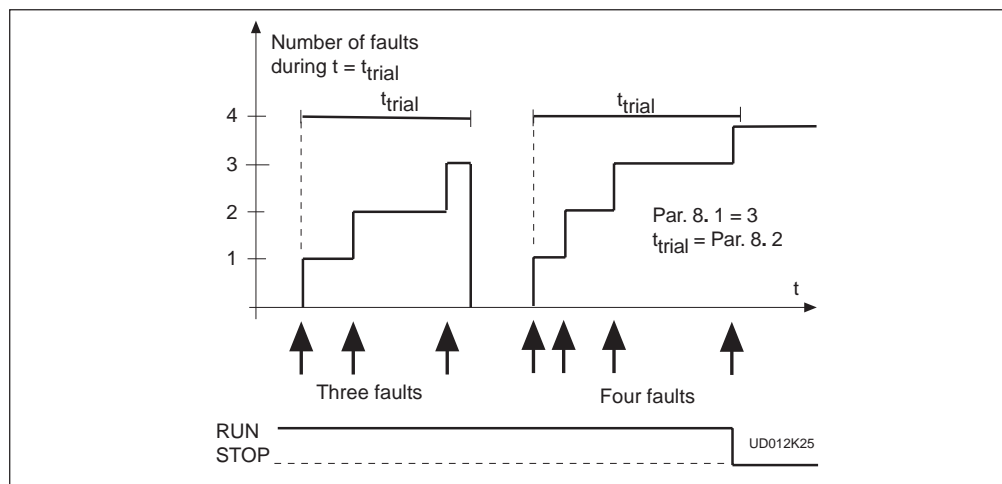 Number of faults
during t = ttrial
ttrial
ttrial
4
3
2
1
Par. 8. 1 = 3
ttrial = Par. 8. 2
t
Three faults
Four faults
RUN
STOP
UD012K25